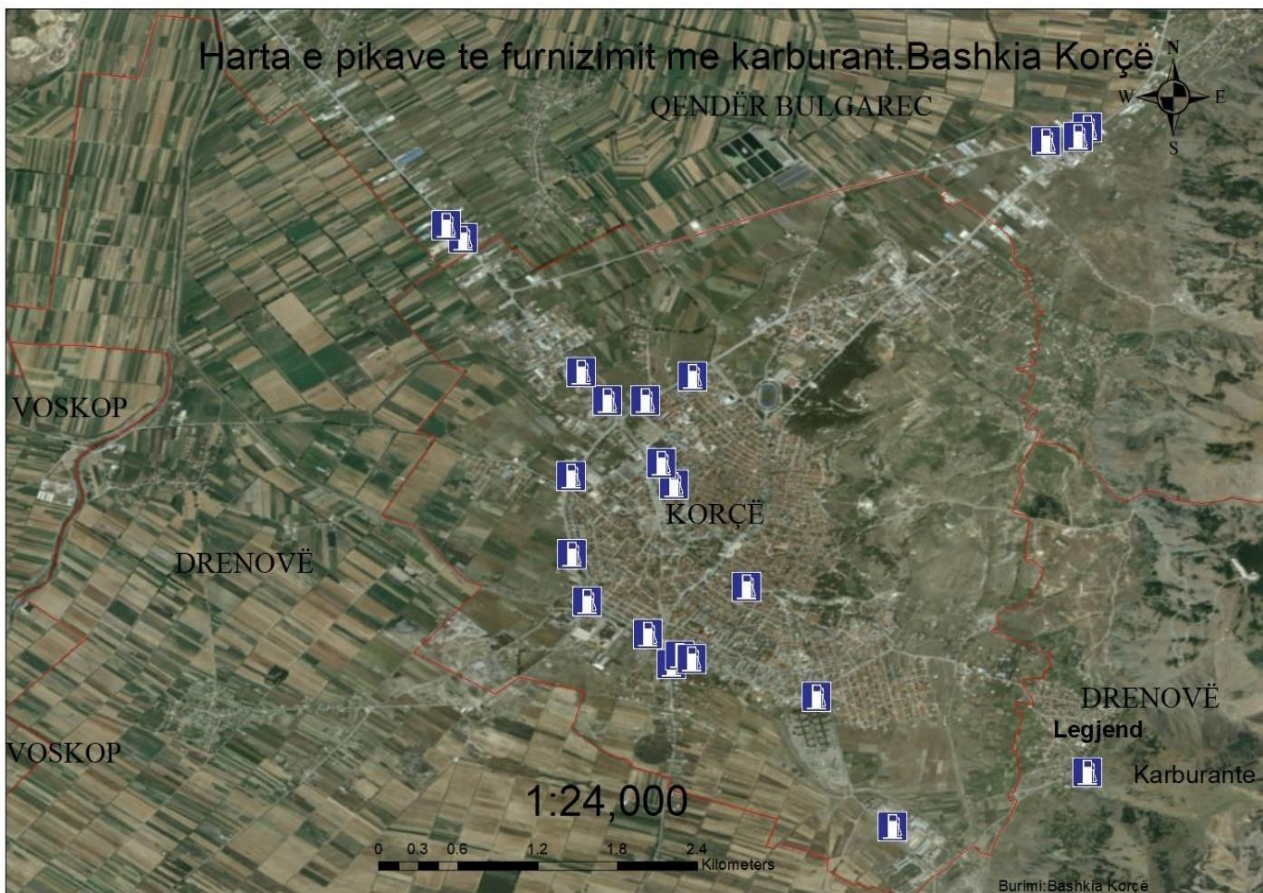 Harta e pikave te furnizimit me karburant.Bashkia Korçë
N
W
E
S
QENDËR BULGAREC
VOSKOP
KORÇË
DRENOVË
DRENOVË
Legjend
VOSKOP
Karburante
1:24,000
0 0.3 0.6 1.2 1.8 2.4
Kilometers
Burimi:Bashkia Korçë